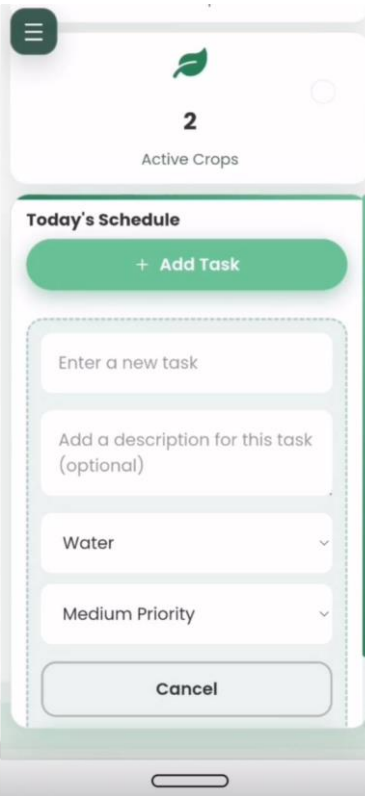 2
Active Crops
Today's Schedule
+ Add Task
Enter a new task
Add a description for this task
(optional)
Water
Medium Priority
Cancel